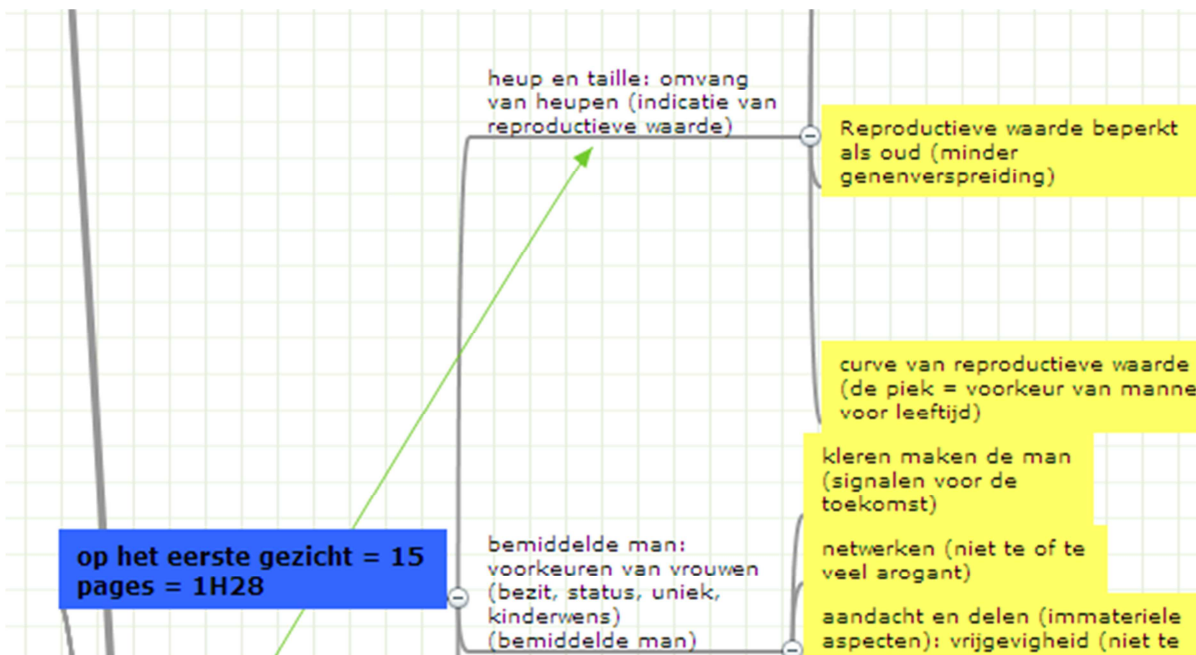 heup en taille: omvang
van heupen (indicatie van
reproductieve waarde)
Reproductieve waarde beperkt
als oud (minder
genenverspreiding)
curve van reproductieve waarde
(de piek = voorkeur van manne
voor leeftijd)
kleren maken de man
(signalen voor de
toekomst)
op het eerste gezicht = 15
pages = 1H28
bemiddelde man:
voorkeuren van vrouwen
(bezit, status, uniek,
kinderwens)
(bemiddelde man)
netwerken (niet te of te
veel arogant)
aandacht en delen (immateriele
aspecten): vrijgevigheid (niet te